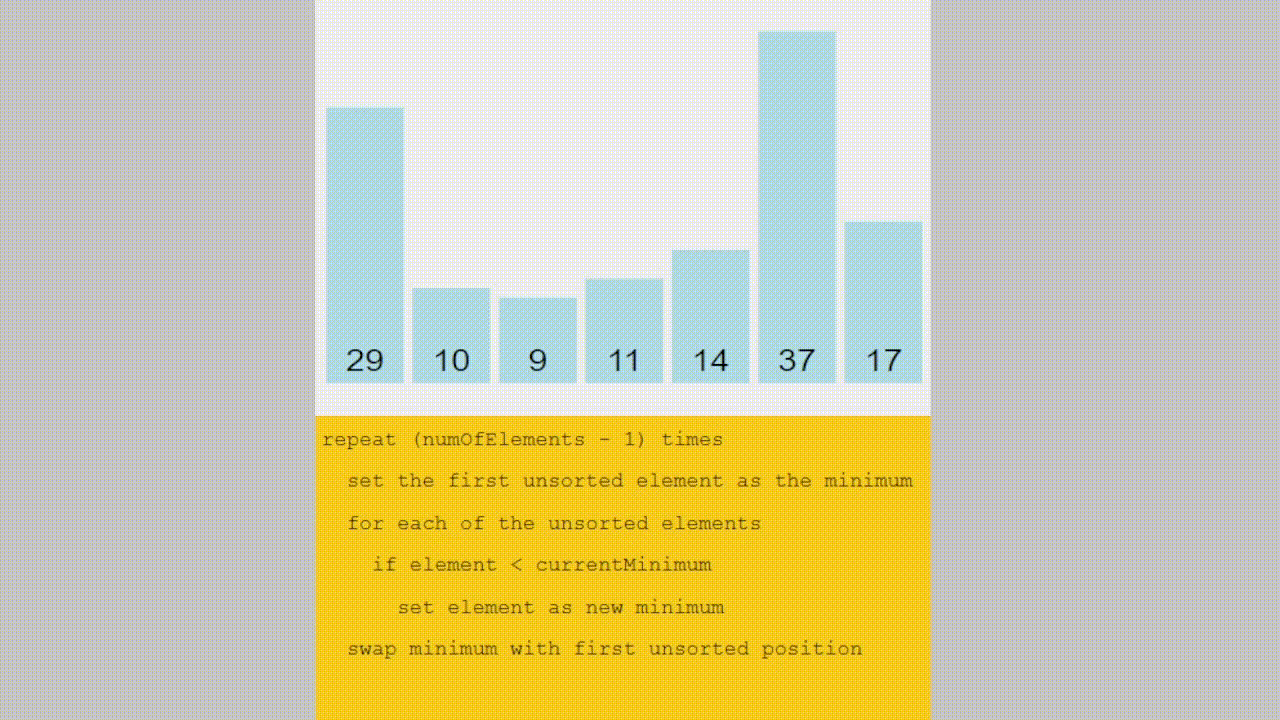 29 10 9 11 14 37 17
repeat (numOfElements - 1) times
set the first unsorted element as the minimum
for each of the unsorted elements
if element < currentMinimum
set element as new minimum
swap minimum with first unsorted position